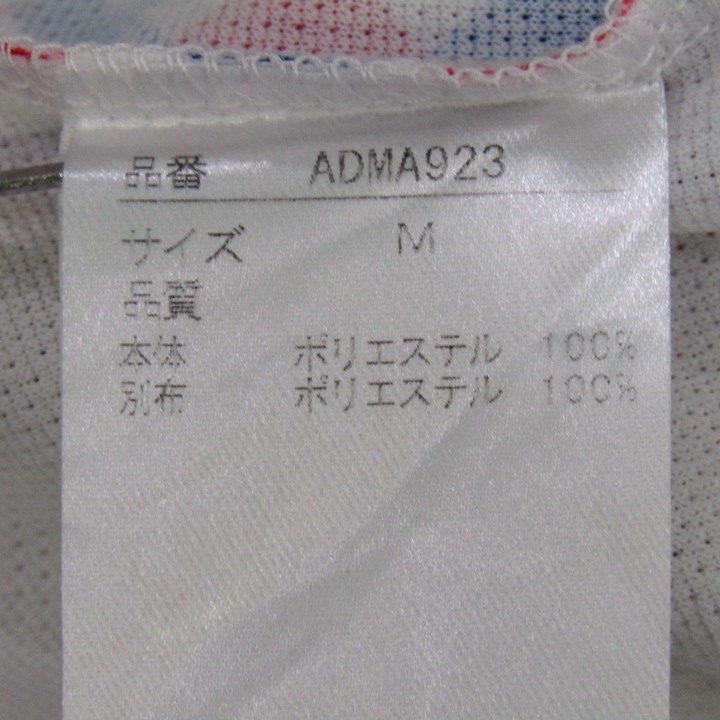 品番 ADMA923
サイズ M
品質
本体 ポリエステル 100%
別布 ポリエステル 100%